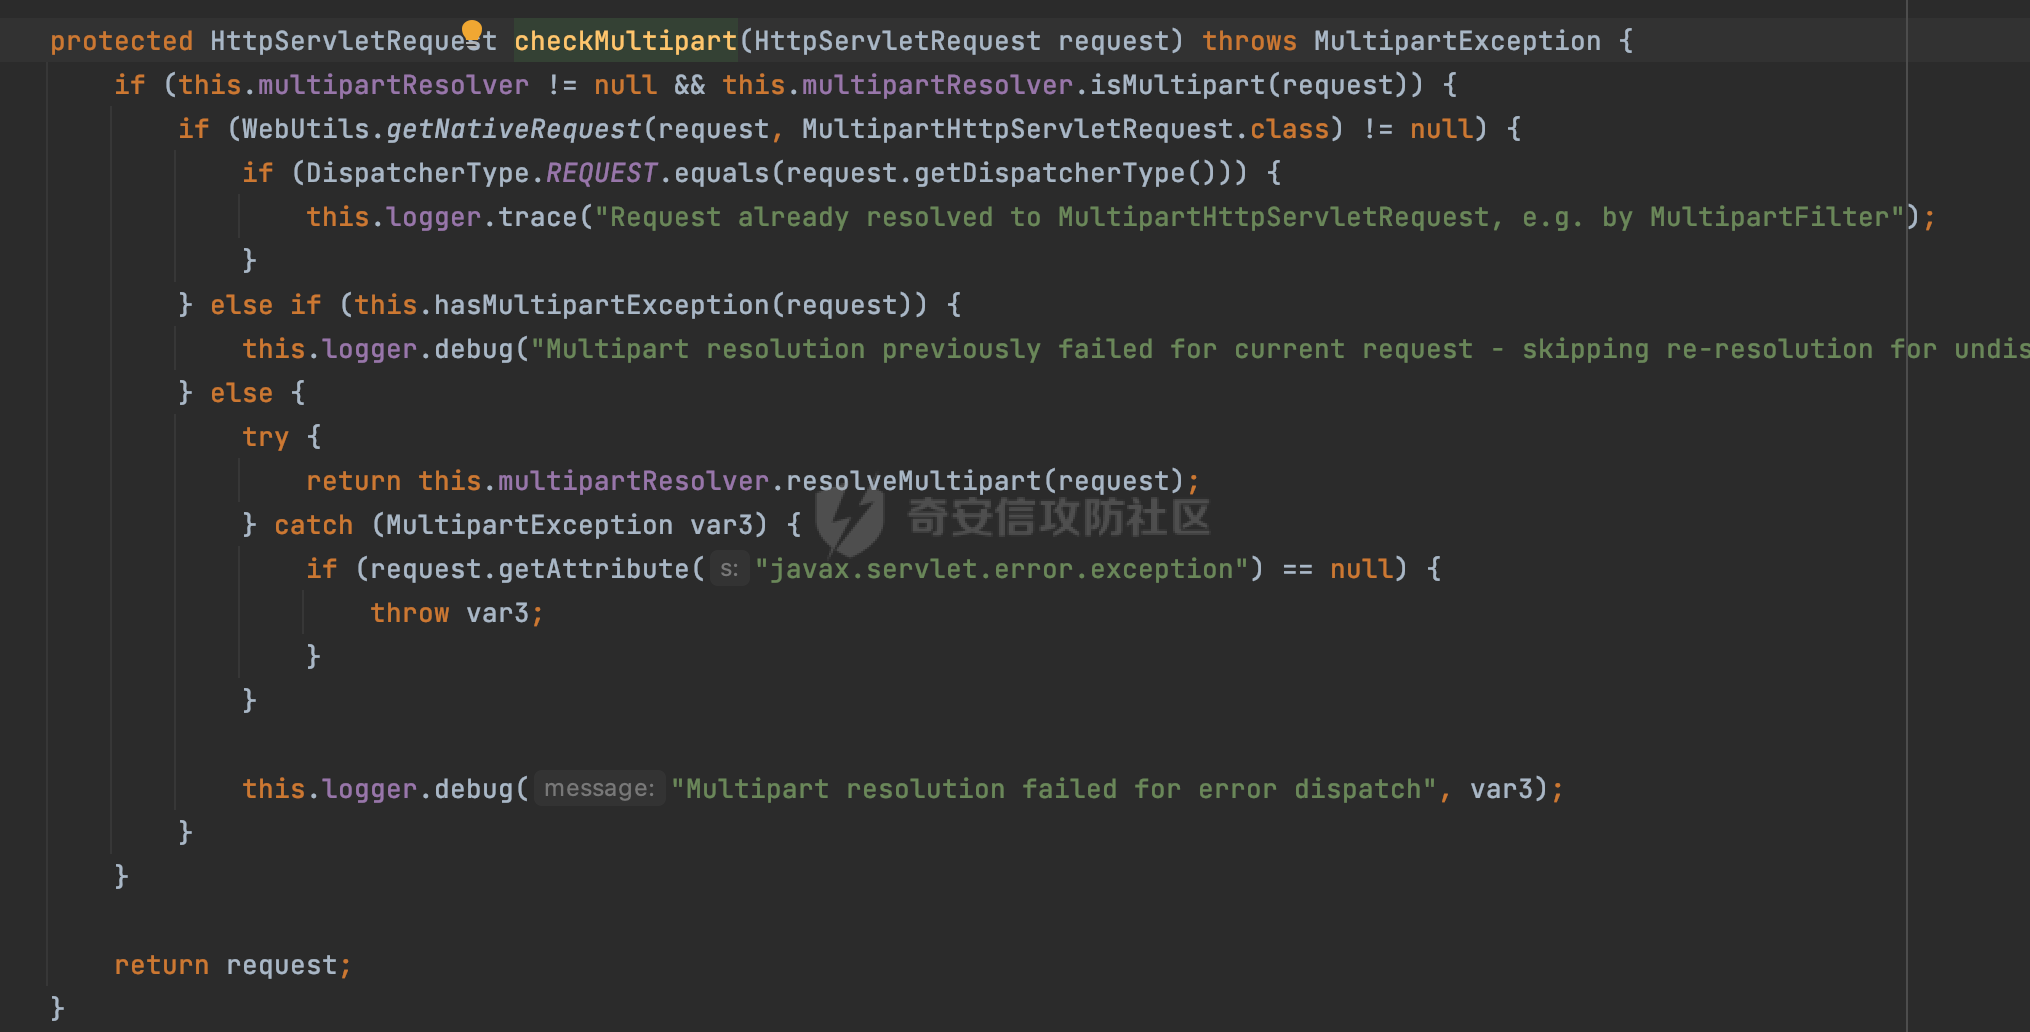 protected HttpServletRequest checkMultipart(HttpServletRequest request) throws MultipartException {
if (this.multipartResolver != null && this.multipartResolver.isMultipart(request)) {
if (WebUtils.getNativeRequest(request, MultipartHttpServletRequest.class) != null) {
if (DispatcherType.REQUEST.equals(request.getDispatcherType())) {
this.logger.trace("Request already resolved to MultipartHttpServletRequest, e.g. by MultipartFilter");
}
} else if (this.hasMultipartException(request)) {
this.logger.debug("Multipart resolution previously failed for current request - skipping re-resolution for undis
} else {
try {
return this.multipartResolver.resolveMultipart(request);
奇安信攻防社区
} catch (MultipartException var3) {
if (request.getAttribute( s: "javax.servlet.error.exception") == null) {
throw var3;
}
}
this.logger.debug( message: "Multipart resolution failed for error dispatch", var3);
}
}
return request;
}